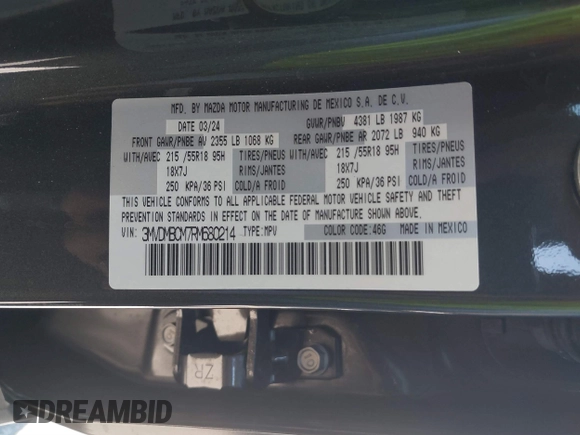 MFD. BY MAZDA MOTOR MANUFACTURING DE MEXICO S.A. DE C.V.
DATE 03/24 GVWR/PNBV 4381 LB 1987 KG
FRONT GAWR/PNBE AV 2355 LB 1068 KG REAR GAWR/PNBE AR 2072 LB 940 KG
WITH/AVEC 215 /55R18 95H TIRES/PNEUS WITH/AVEC 215 /55R18 95H TIRES/PNEUS
18X7J RIMS/JANTES 18X7J RIMS/JANTES
250 KPA/36 PSI COLD/A FROID 250 KPA/36 PSI COLD/A FROID
THIS VEHICLE CONFORMS TO ALL APPLICABLE FEDERAL MOTOR VEHICLE SAFETY AND THEFT
PREVENTION STANDARDS IN EFFECT ON THE DATE OF MANUFACTURE SHOWN ABOVE.
VIN: 3MVDMBCM7RM680214 TYPE:MPV COLOR CODE:46G MADE IN MEXICO
ZR
DREAMBID